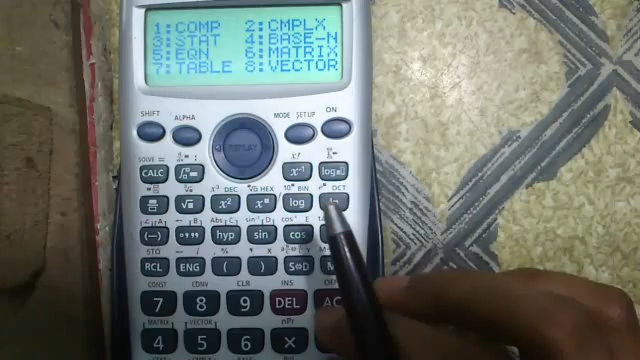 1:COMP 2:CMPLX
3:STAT 4:BASE-N
5:EQN 6:MATRIX
7:TABLE 8:VECTOR
SHIFT ALPHA MODE SETUP ON
REPLAY
SOLVE = : x!
CALC x⁻¹ log
x³ DEC HEX 10 BIN e OCT
x² log
A Abs C sin⁻¹ D cos⁻¹ E
(−) hyp sin cos
i % , X Y
RCL ENG ( ) S⇔D
CONST CONV CLR INS
7 8 9 DEL AC
MATRIX VECTOR nPr
4 5 6 ×